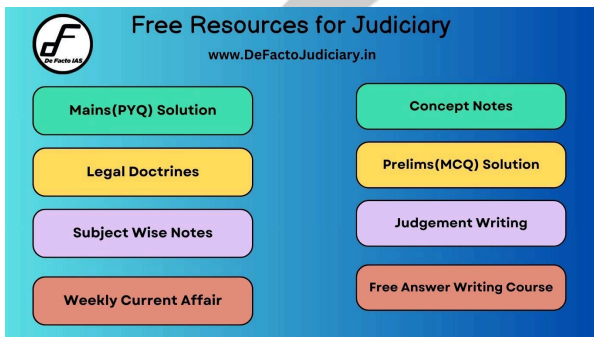 Free Resources for Judiciary
www.DeFactoJudiciary.in
De Facto IAS
Mains(PYQ) Solution
Concept Notes
Legal Doctrines
Prelims(MCQ) Solution
Subject Wise Notes
Judgement Writing
Weekly Current Affair
Free Answer Writing Course